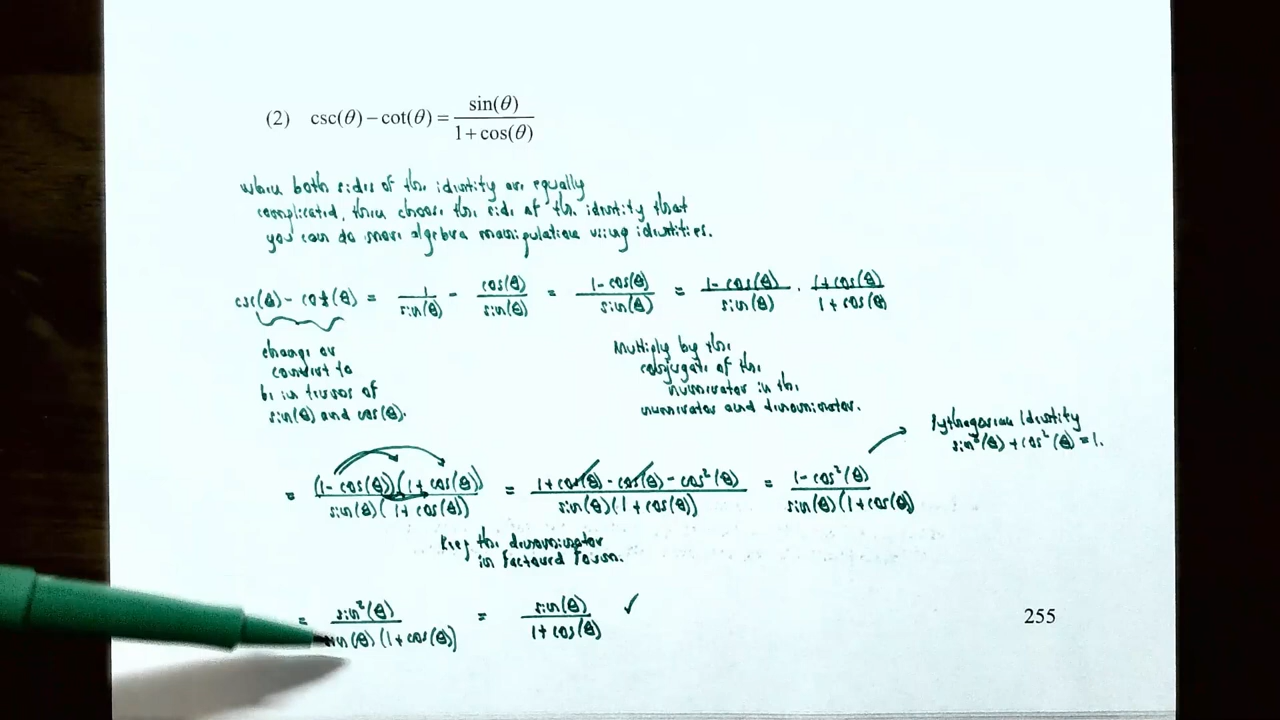 (2) csc(θ) − cot(θ) = sin(θ) / 1 + cos(θ)
when both sides of the identity are equally
complicated, then choose the side of the identity that
you can do more algebra manipulation using identities.
csc(θ) − cot(θ) = 1 / sin(θ) − cos(θ) / sin(θ) = 1 − cos(θ) / sin(θ) = 1 − cos(θ) / sin(θ) · 1 + cos(θ) / 1 + cos(θ)
change or
convert to
be in terms of
sin(θ) and cos(θ).
Multiply by the
conjugate of the
numerator in the
numerator and denominator.
Pythagorean Identity
sin²(θ) + cos²(θ) = 1.
= (1 − cos(θ))(1 + cos(θ)) / sin(θ)(1 + cos(θ)) = 1 + cos(θ) − cos(θ) − cos²(θ) / sin(θ)(1 + cos(θ)) = 1 − cos²(θ) / sin(θ)(1 + cos(θ)
Keep the denominator
in Factored Form.
= sin²(θ) / sin(θ)(1 + cos(θ)) = sin(θ) / 1 + cos(θ) ✓
255